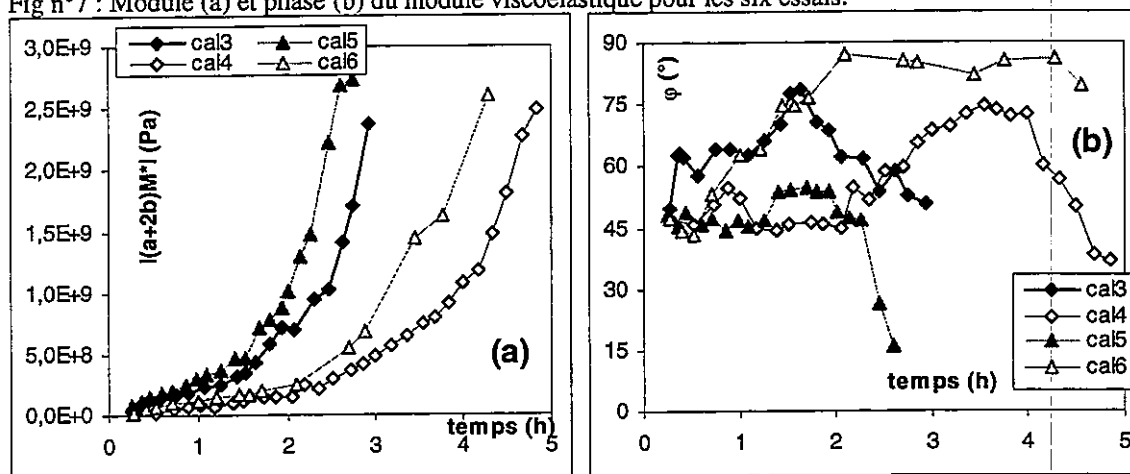 Fig n°7 : Module (a) et phase (b) du module viscoélastique pour les six essais.
3,0E+9
2,5E+9
2,0E+9
1,5E+9
1,0E+9
5,0E+8
0,0E+0
|(a+2b)M*| (Pa)
cal3
cal5
cal4
cal6
(a)
temps (h)
0 1 2 3 4 5
90
75
60
45
30
15
0
φ (°)
(b)
cal3
cal4
cal5
cal6
temps (h)
0 1 2 3 4 5